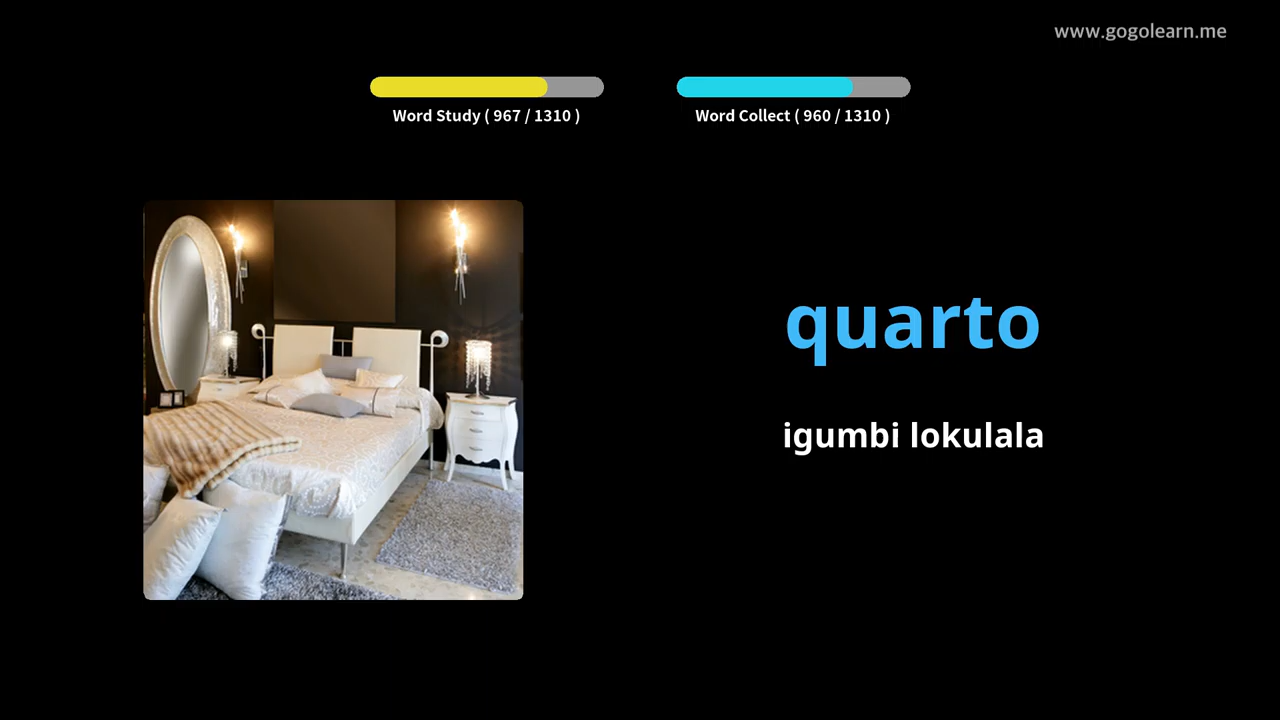 www.gogolearn.me
Word Study ( 967 / 1310 )
Word Collect ( 960 / 1310 )
quarto
igumbi lokulala